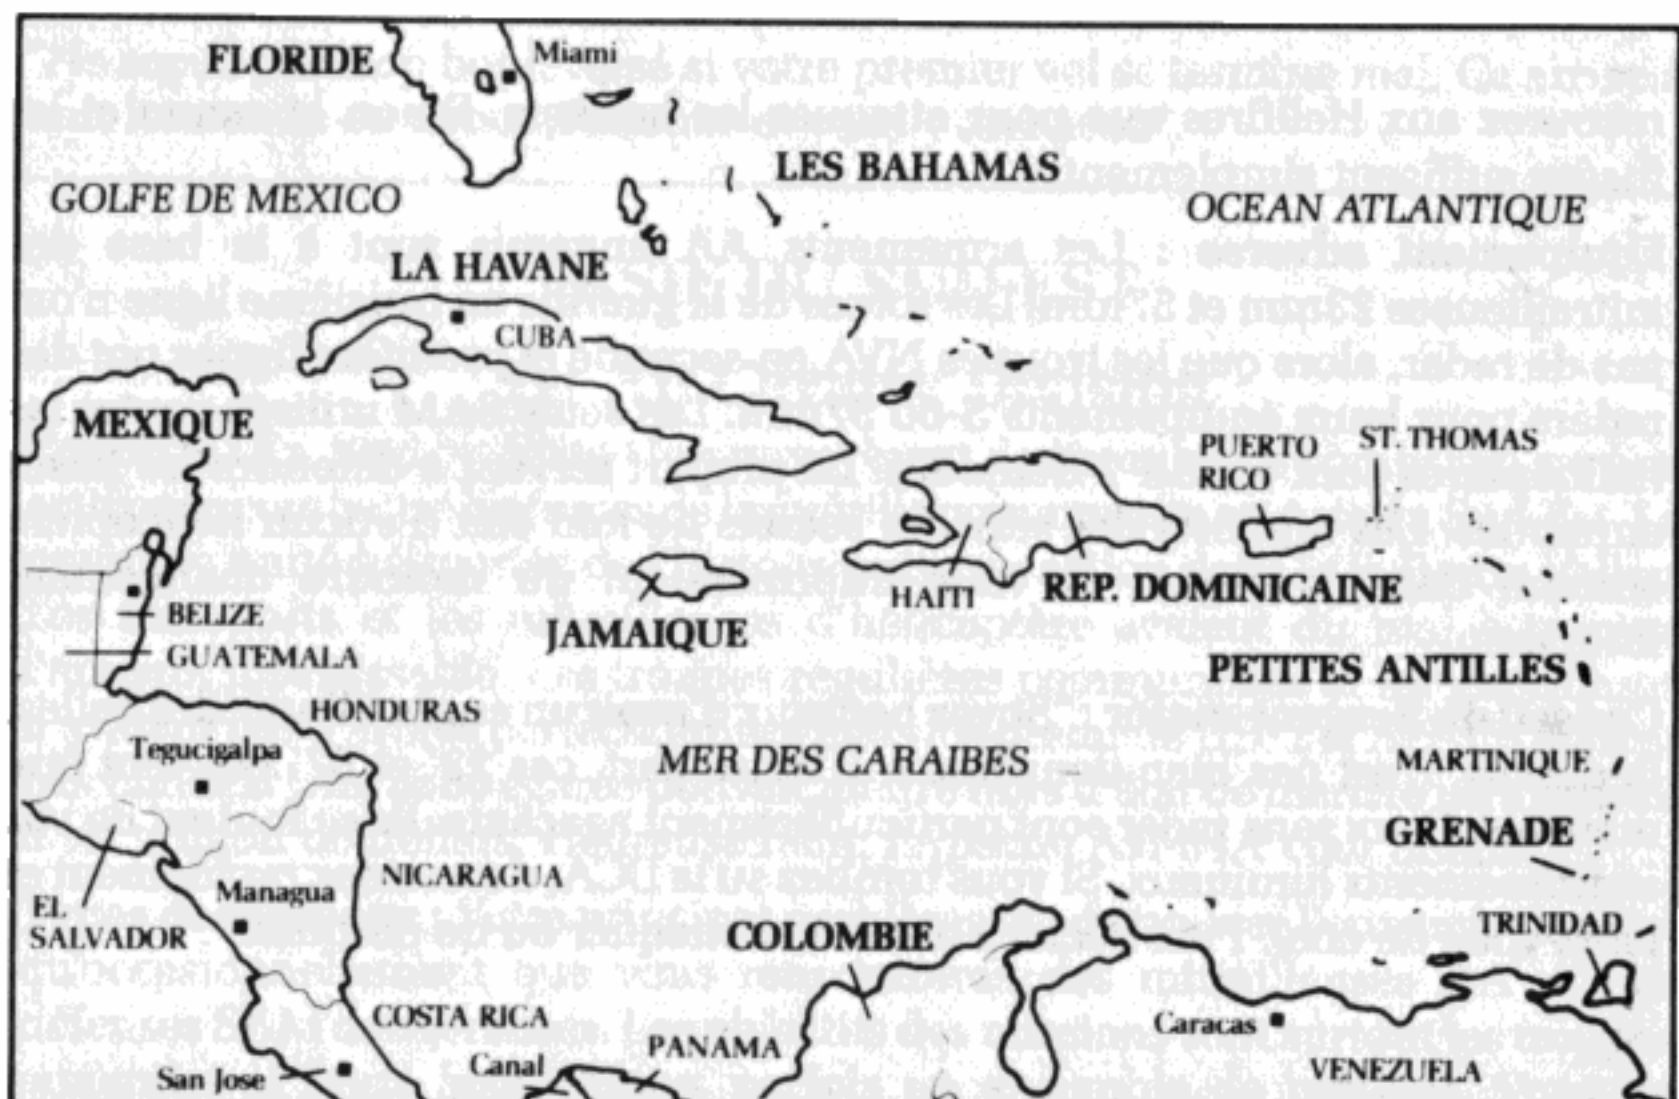 FLORIDE
Miami
LES BAHAMAS
GOLFE DE MEXICO
OCEAN ATLANTIQUE
LA HAVANE
CUBA
MEXIQUE
PUERTO
RICO
ST. THOMAS
HAITI
REP. DOMINICAINE
BELIZE
JAMAIQUE
GUATEMALA
PETITES ANTILLES
HONDURAS
Tegucigalpa
MER DES CARAIBES
MARTINIQUE
GRENADE
NICARAGUA
Managua
EL
SALVADOR
COLOMBIE
TRINIDAD
COSTA RICA
Caracas
PANAMA
Canal
San Jose
VENEZUELA